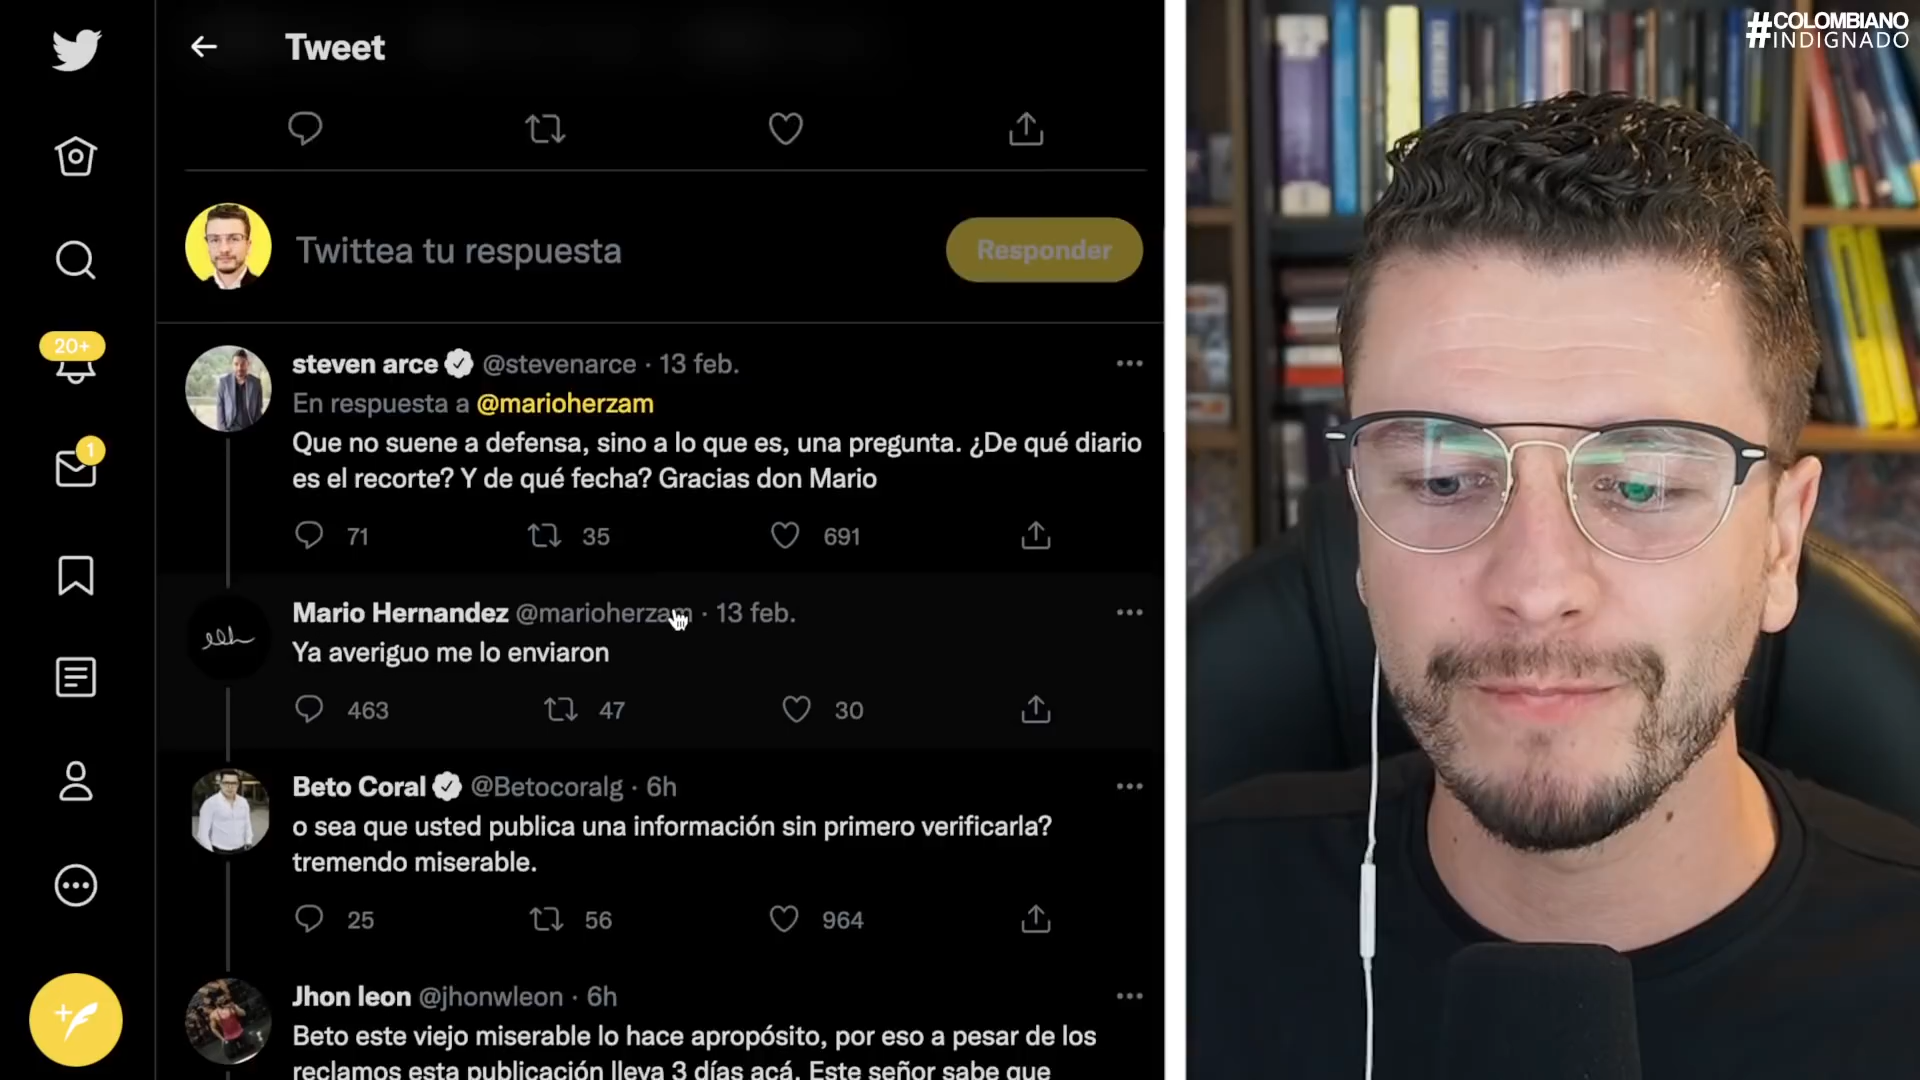 #COLOMBIANO
INDIGNADO
Tweet
Twittea tu respuesta
Responder
20+
steven arce @stevenarce · 13 feb.
En respuesta a @marioherzam
Que no suene a defensa, sino a lo que es, una pregunta. ¿De qué diario
es el recorte? Y de qué fecha? Gracias don Mario
71 35 691
1
Mario Hernandez @marioherzam · 13 feb.
Ya averiguo me lo enviaron
463 47 30
Beto Coral @Betocoralg · 6h
o sea que usted publica una información sin primero verificarla?
tremendo miserable.
25 56 964
Jhon leon @jhonwleon · 6h
Beto este viejo miserable lo hace apropósito, por eso a pesar de los
reclamos esta publicación lleva 3 días acá. Este señor sabe que